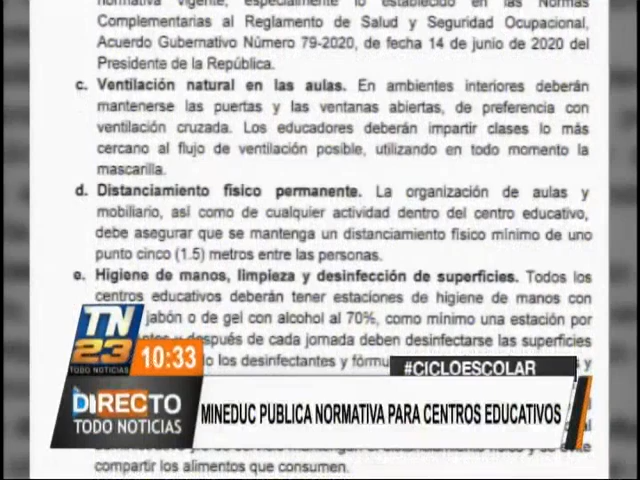 normativa vigente, especialmente lo establecido en las Normas
Complementarias al Reglamento de Salud y Seguridad Ocupacional,
Acuerdo Gubernativo Número 79-2020, de fecha 14 de junio de 2020 del
Presidente de la República.
c. Ventilación natural en las aulas. En ambientes interiores deberán
mantenerse las puertas y las ventanas abiertas, de preferencia con
ventilación cruzada. Los educadores deberán impartir clases lo más
cercano al flujo de ventilación posible, utilizando en todo momento la
mascarilla.
d. Distanciamiento físico permanente. La organización de aulas y
mobiliario, así como de cualquier actividad dentro del centro educativo,
debe asegurar que se mantenga un distanciamiento físico mínimo de uno
punto cinco (1.5) metros entre las personas.
e. Higiene de manos, limpieza y desinfección de superficies. Todos los
centros educativos deberán tener estaciones de higiene de manos con
jabón o de gel con alcohol al 70%, como mínimo una estación por
y después de cada jornada deben desinfectarse las superficies
lo los desinfectantes y y
TN
23
TODO NOTICIAS
10:33
#CICLOESCOLAR
DIRECTO
TODO NOTICIAS
MINEDUC PUBLICA NORMATIVA PARA CENTROS EDUCATIVOS
compartir los alimentos que consumen.